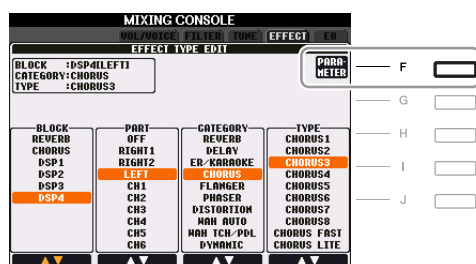 MIXING CONSOLE
VOL/VOICE FILTER TUNE EFFECT EQ
EFFECT TYPE EDIT
BLOCK :DSP4[LEFT]
CATEGORY:CHORUS
TYPE :CHORUS3
PARA-
METER
F
G
H
I
J
BLOCK PART CATEGORY TYPE
REVERB OFF REVERB CHORUS1
CHORUS RIGHT1 DELAY CHORUS2
DSP1 RIGHT2 ER/KARAOKE CHORUS3
DSP2 LEFT CHORUS CHORUS4
DSP3 CH1 FLANGER CHORUS5
DSP4 CH2 PHASER CHORUS6
CH3 DISTORTION CHORUS7
CH4 WAH AUTO CHORUS8
CH5 WAH TCH/PDL CHORUS FAST
CH6 DYNAMIC CHORUS LITE